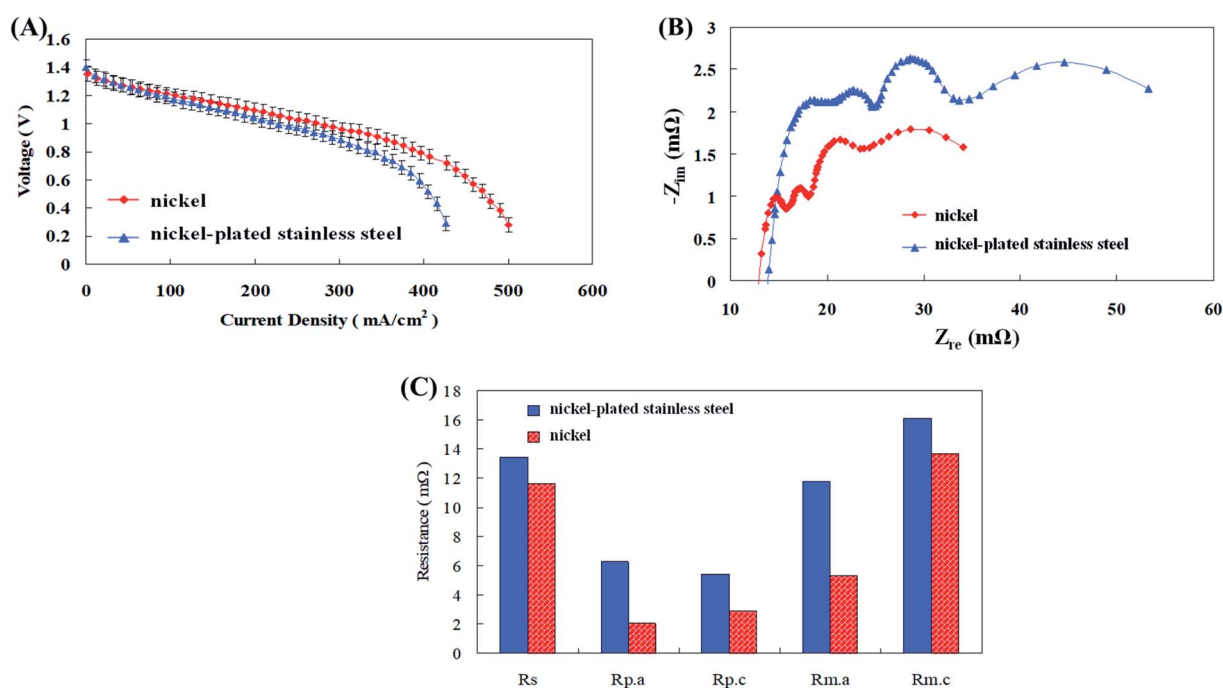 (A)
1.6
1.4
1.2
1
0.8
0.6
0.4
0.2
0
Voltage ( V )
nickel
nickel-plated stainless steel
0 100 200 300 400 500 600
Current Density ( mA/cm² )
(B)
3
2.5
2
1.5
1
0.5
0
-Zim (mΩ)
nickel
nickel-plated stainless steel
10 20 30 40 50 60
Zre (mΩ)
(C)
18
16
14
12
10
8
6
4
2
0
Resistance ( mΩ )
nickel-plated stainless steel
nickel
Rs Rp.a Rp.c Rm.a Rm.c